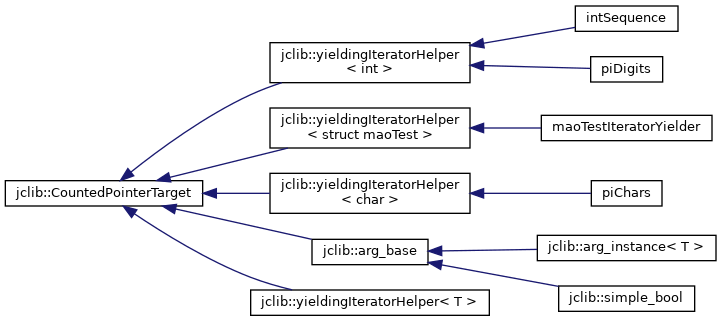 intSequence
jclib::yieldingIteratorHelper
< int >
piDigits
jclib::yieldingIteratorHelper
< struct maoTest >
maoTestIteratorYielder
jclib::CountedPointerTarget
jclib::yieldingIteratorHelper
< char >
piChars
jclib::arg_base
jclib::arg_instance< T >
jclib::simple_bool
jclib::yieldingIteratorHelper< T >